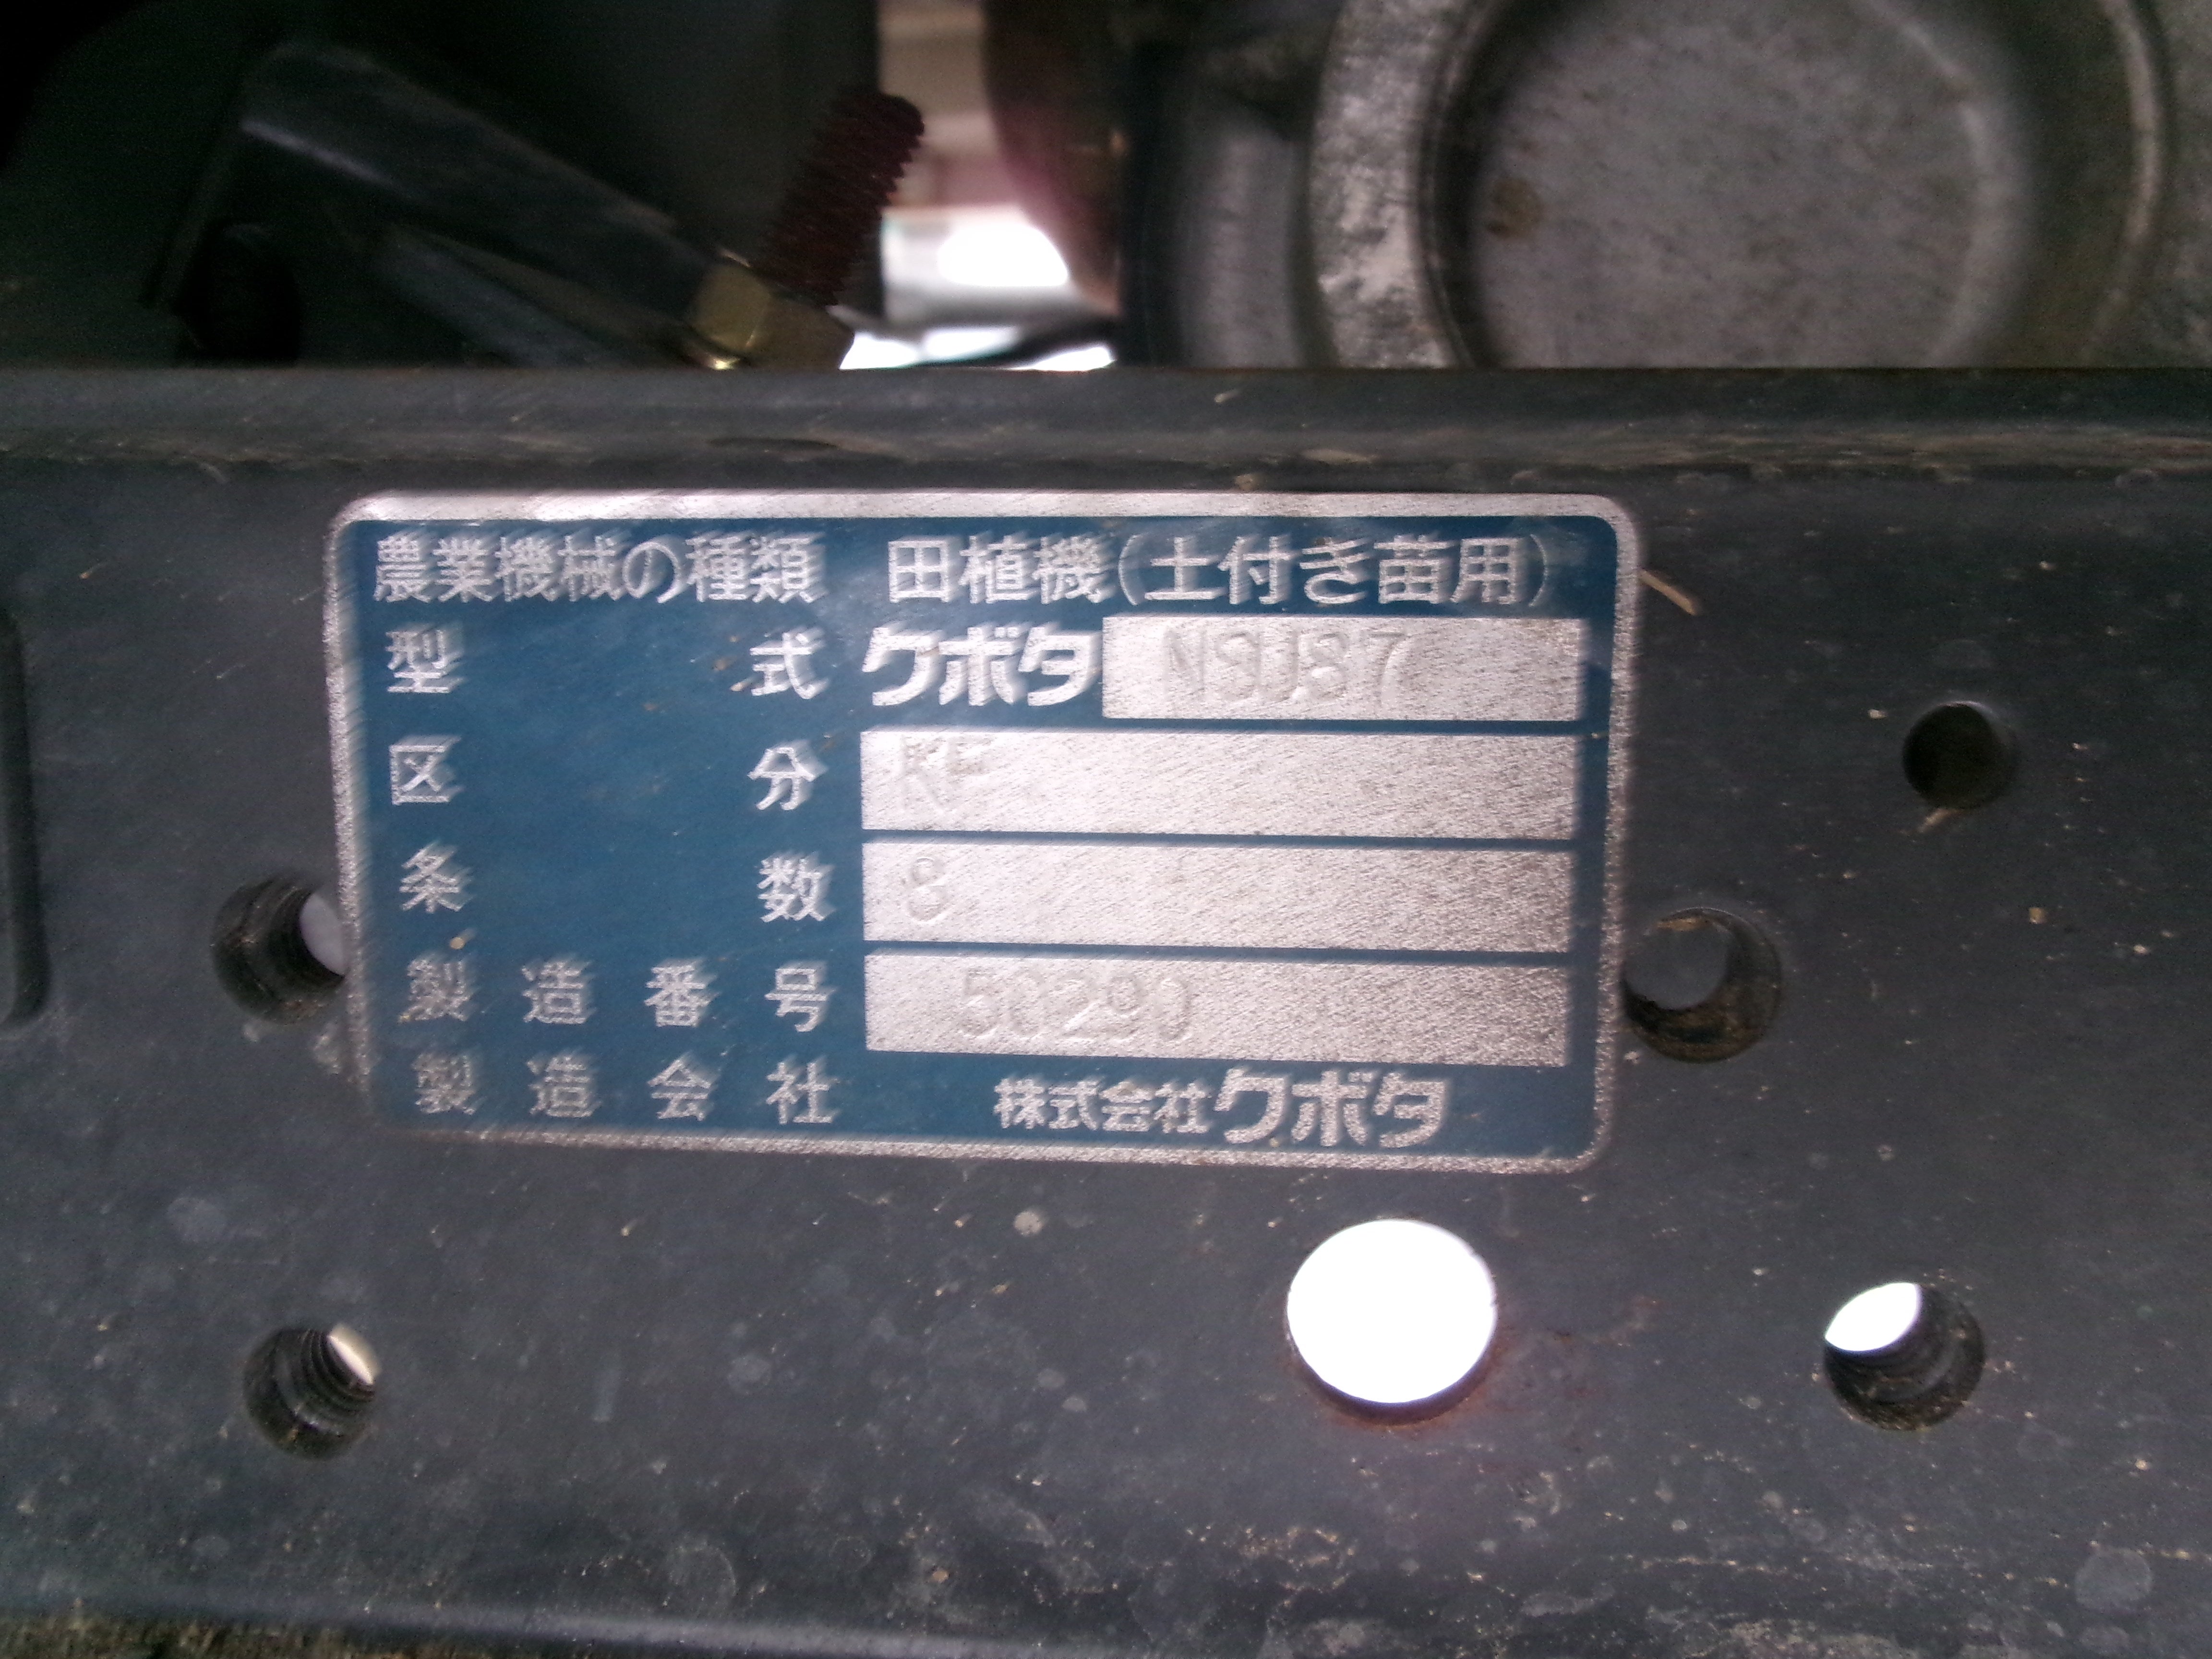 農業機械の種類 田植機(土付き苗用)
型式 クボタ NSU87
区分 RF
条数 8
製造番号 50290
製造会社 株式会社クボタ